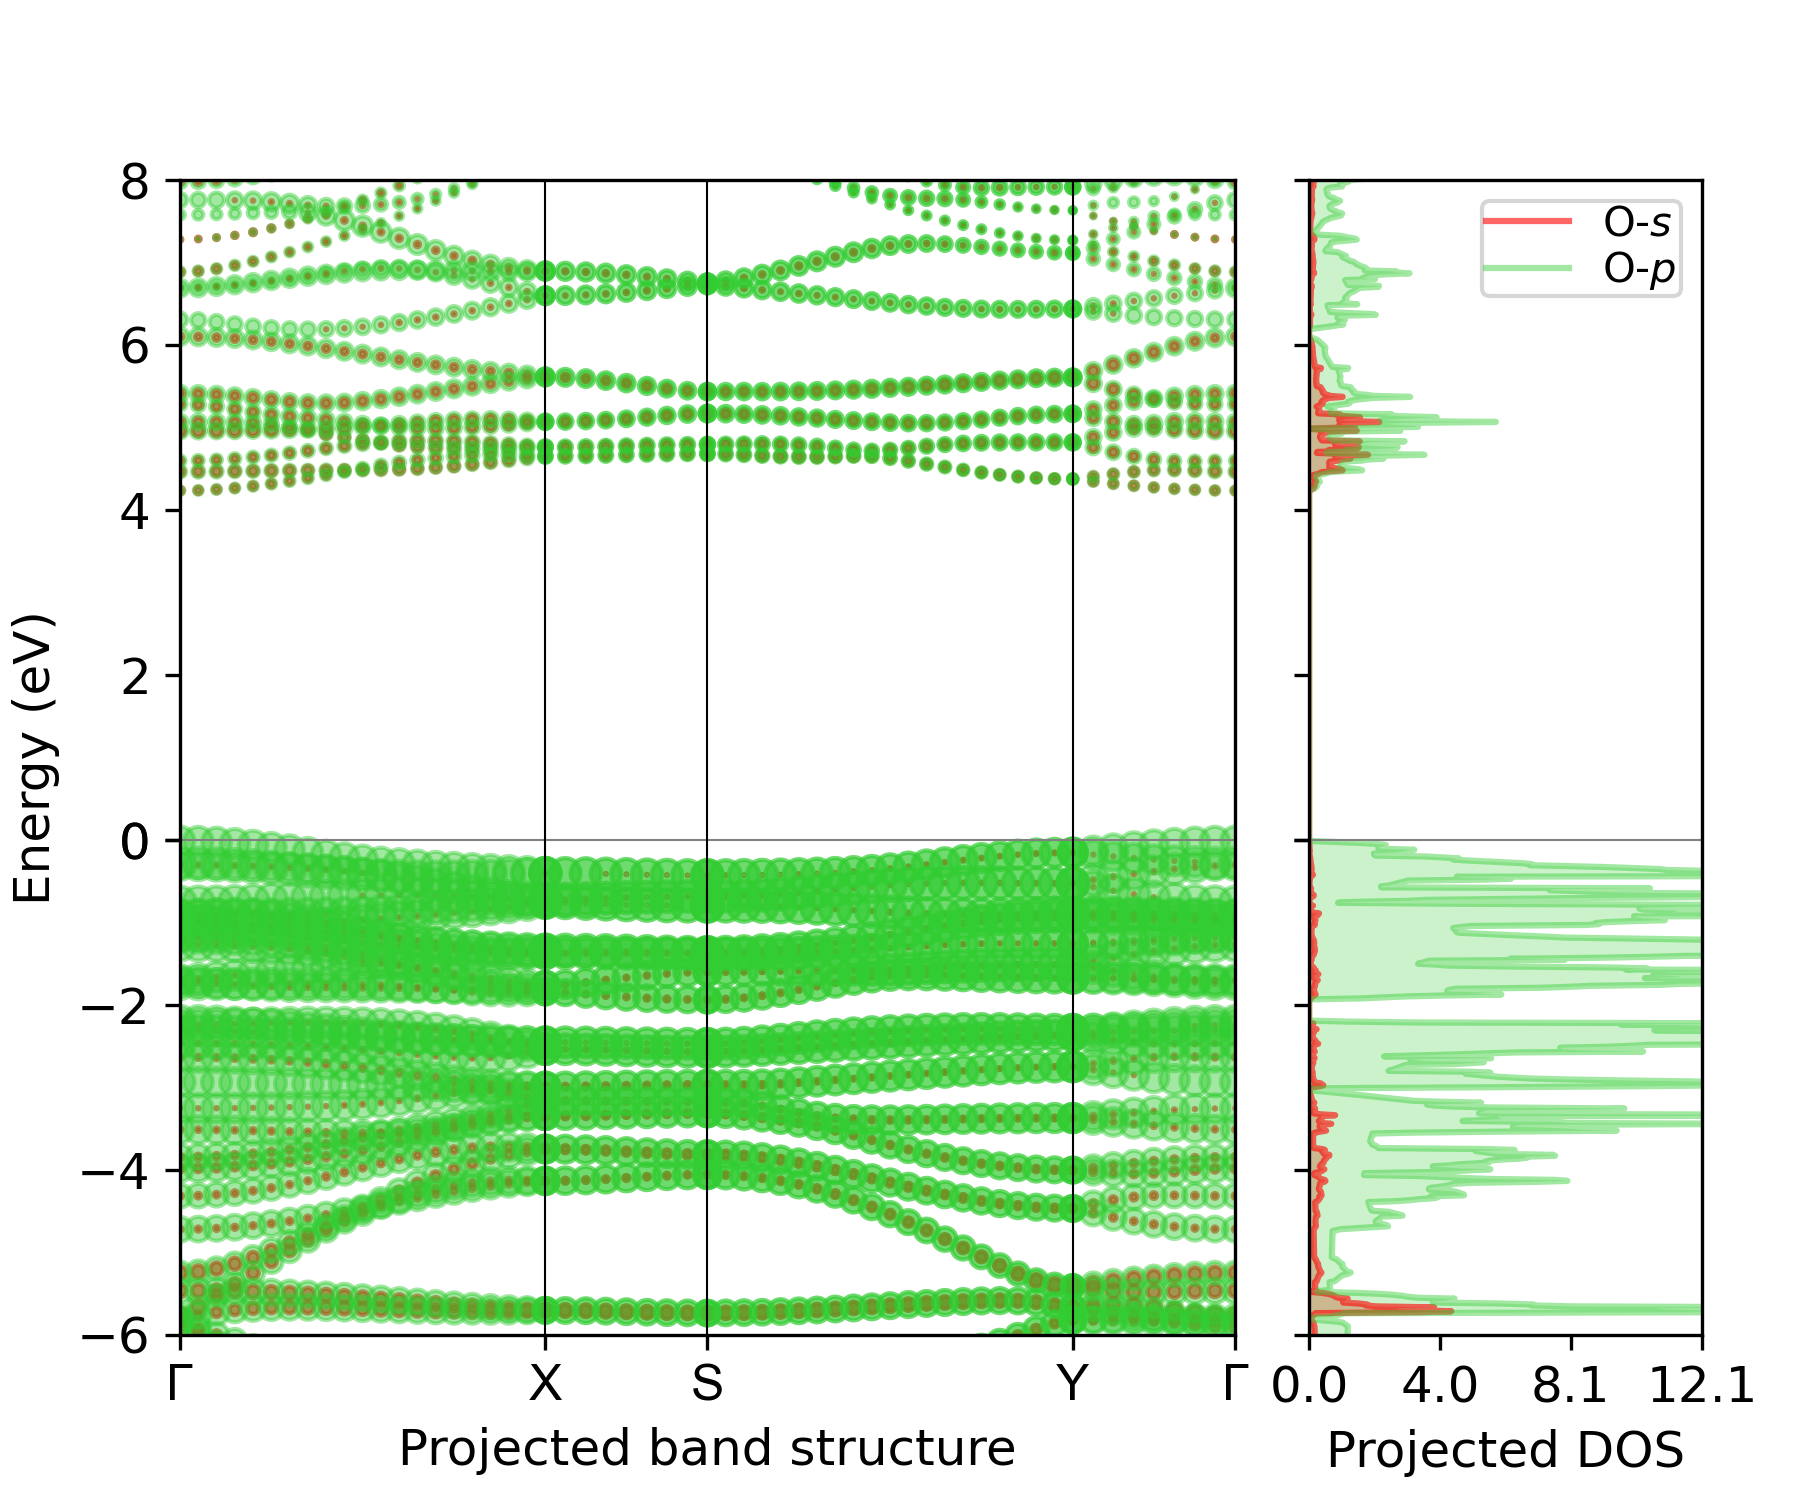 8
6
4
2
0
−2
−4
−6
Energy (eV)
Γ X S Y Γ
Projected band structure
O-s
O-p
0.0 4.0 8.1 12.1
Projected DOS